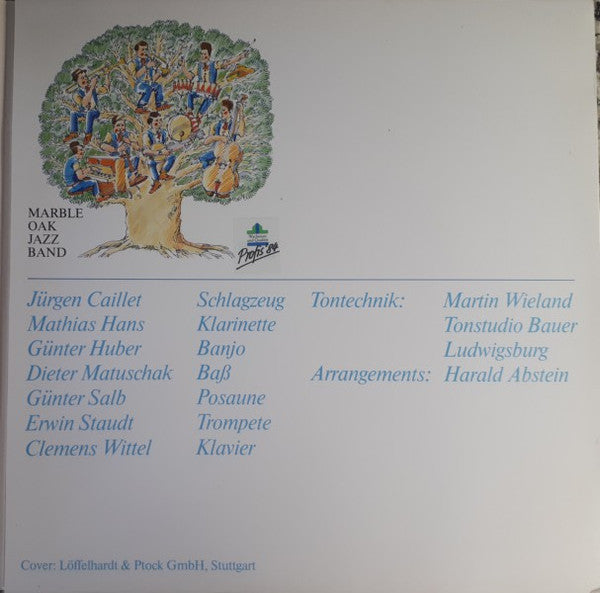 MARBLE
OAK
JAZZ
BAND
Profis '84
Jürgen Caillet Schlagzeug Tontechnik: Martin Wieland
Mathias Hans Klarinette Tonstudio Bauer
Günter Huber Banjo Ludwigsburg
Dieter Matuschak Baß Arrangements: Harald Abstein
Günter Salb Posaune
Erwin Staudt Trompete
Clemens Wittel Klavier
Cover: Löffelhardt & Ptock GmbH, Stuttgart